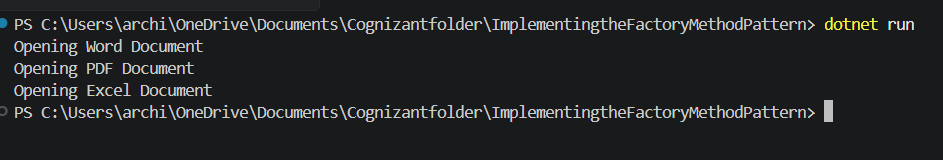 PS C:\Users\archi\OneDrive\Documents\Cognizantfolder\ImplementingtheFactoryMethodPattern> dotnet run
Opening Word Document
Opening PDF Document
Opening Excel Document
PS C:\Users\archi\OneDrive\Documents\Cognizantfolder\ImplementingtheFactoryMethodPattern>